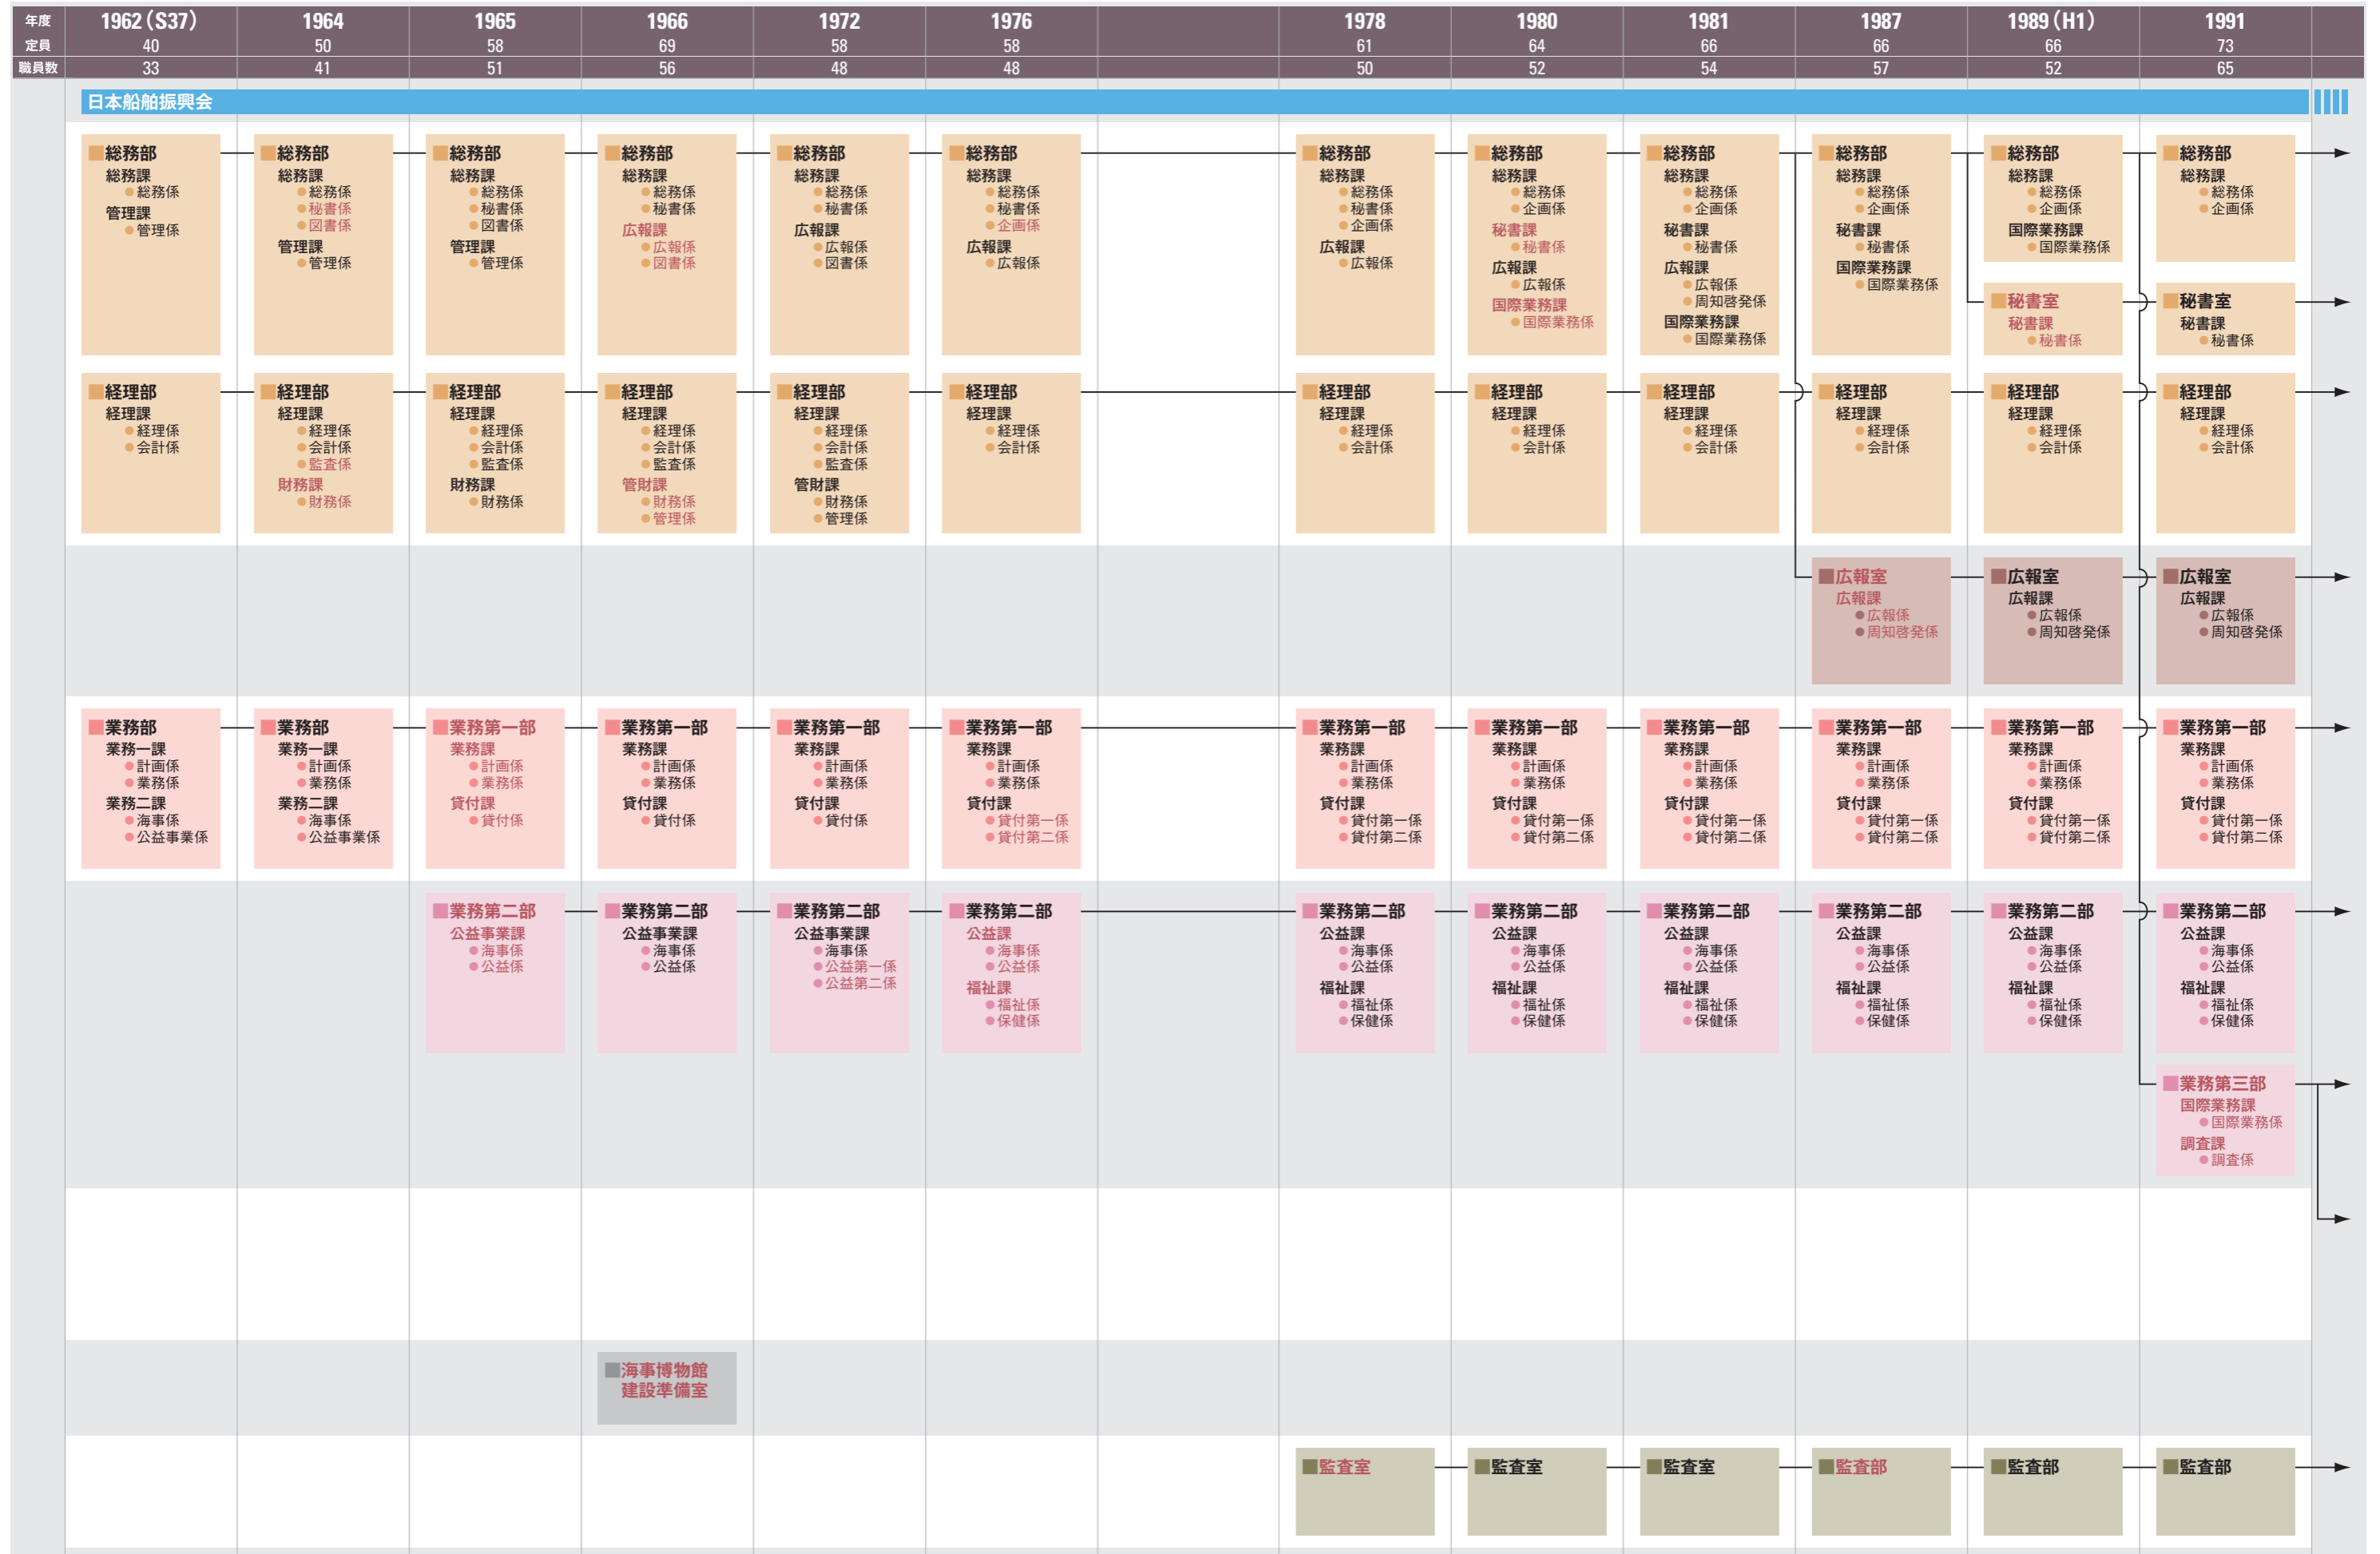 年度 1962（S37） 1964 1965 1966 1972 1976 1978 1980 1981 1987 1989（H1） 1991
定員 40 50 58 69 58 58 61 64 66 66 66 73
職員数 33 41 51 56 48 48 50 52 54 57 52 65
日本船舶振興会
総務部
総務課
総務係
管理課
管理係
総務部
総務課
総務係
秘書係
図書係
管理課
管理係
総務部
総務課
総務係
秘書係
図書係
管理課
管理係
総務部
総務課
総務係
秘書係
広報課
広報係
図書係
総務部
総務課
総務係
秘書係
広報課
広報係
図書係
総務部
総務課
総務係
秘書係
企画係
広報課
広報係
総務部
総務課
総務係
秘書係
企画係
広報課
広報係
総務部
総務課
総務係
企画係
秘書課
秘書係
広報課
広報係
国際業務課
国際業務係
総務部
総務課
総務係
企画係
秘書課
秘書係
広報課
広報係
周知啓発係
国際業務課
国際業務係
総務部
総務課
総務係
企画係
秘書課
秘書係
国際業務課
国際業務係
総務部
総務課
総務係
企画係
国際業務課
国際業務係
総務部
総務課
総務係
企画係
秘書室
秘書課
秘書係
秘書室
秘書課
秘書係
経理部
経理課
経理係
会計係
経理部
経理課
経理係
会計係
監査係
財務課
財務係
経理部
経理課
経理係
会計係
監査係
財務課
財務係
経理部
経理課
経理係
会計係
監査係
管財課
財務係
管理係
経理部
経理課
経理係
会計係
監査係
管財課
財務係
管理係
経理部
経理課
経理係
会計係
経理部
経理課
経理係
会計係
経理部
経理課
経理係
会計係
経理部
経理課
経理係
会計係
経理部
経理課
経理係
会計係
経理部
経理課
経理係
会計係
経理部
経理課
経理係
会計係
広報室
広報課
広報係
周知啓発係
広報室
広報課
広報係
周知啓発係
広報室
広報課
広報係
周知啓発係
業務部
業務一課
計画係
業務係
業務二課
海事係
公益事業係
業務部
業務一課
計画係
業務係
業務二課
海事係
公益事業係
業務第一部
業務課
計画係
業務係
貸付課
貸付係
業務第一部
業務課
計画係
業務係
貸付課
貸付係
業務第一部
業務課
計画係
業務係
貸付課
貸付係
業務第一部
業務課
計画係
業務係
貸付課
貸付第一係
貸付第二係
業務第一部
業務課
計画係
業務係
貸付課
貸付第一係
貸付第二係
業務第一部
業務課
計画係
業務係
貸付課
貸付第一係
貸付第二係
業務第一部
業務課
計画係
業務係
貸付課
貸付第一係
貸付第二係
業務第一部
業務課
計画係
業務係
貸付課
貸付第一係
貸付第二係
業務第一部
業務課
計画係
業務係
貸付課
貸付第一係
貸付第二係
業務第一部
業務課
計画係
業務係
貸付課
貸付第一係
貸付第二係
業務第二部
公益事業課
海事係
公益係
業務第二部
公益事業課
海事係
公益係
業務第二部
公益事業課
海事係
公益第一係
公益第二係
業務第二部
公益課
海事係
公益係
福祉課
福祉係
保健係
業務第二部
公益課
海事係
公益係
福祉課
福祉係
保健係
業務第二部
公益課
海事係
公益係
福祉課
福祉係
保健係
業務第二部
公益課
海事係
公益係
福祉課
福祉係
保健係
業務第二部
公益課
海事係
公益係
福祉課
福祉係
保健係
業務第二部
公益課
海事係
公益係
福祉課
福祉係
保健係
業務第二部
公益課
海事係
公益係
福祉課
福祉係
保健係
業務第三部
国際業務課
国際業務係
調査課
調査係
海事博物館
建設準備室
監査室
監査室
監査室
監査部
監査部
監査部